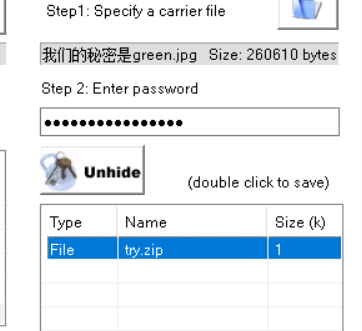 Step1: Specify a carrier file
我们的秘密是green.jpg Size: 260610 bytes
Step 2: Enter password
••••••••••••••••
Unhide
(double click to save)
Type Name Size (k)
File try.zip 1